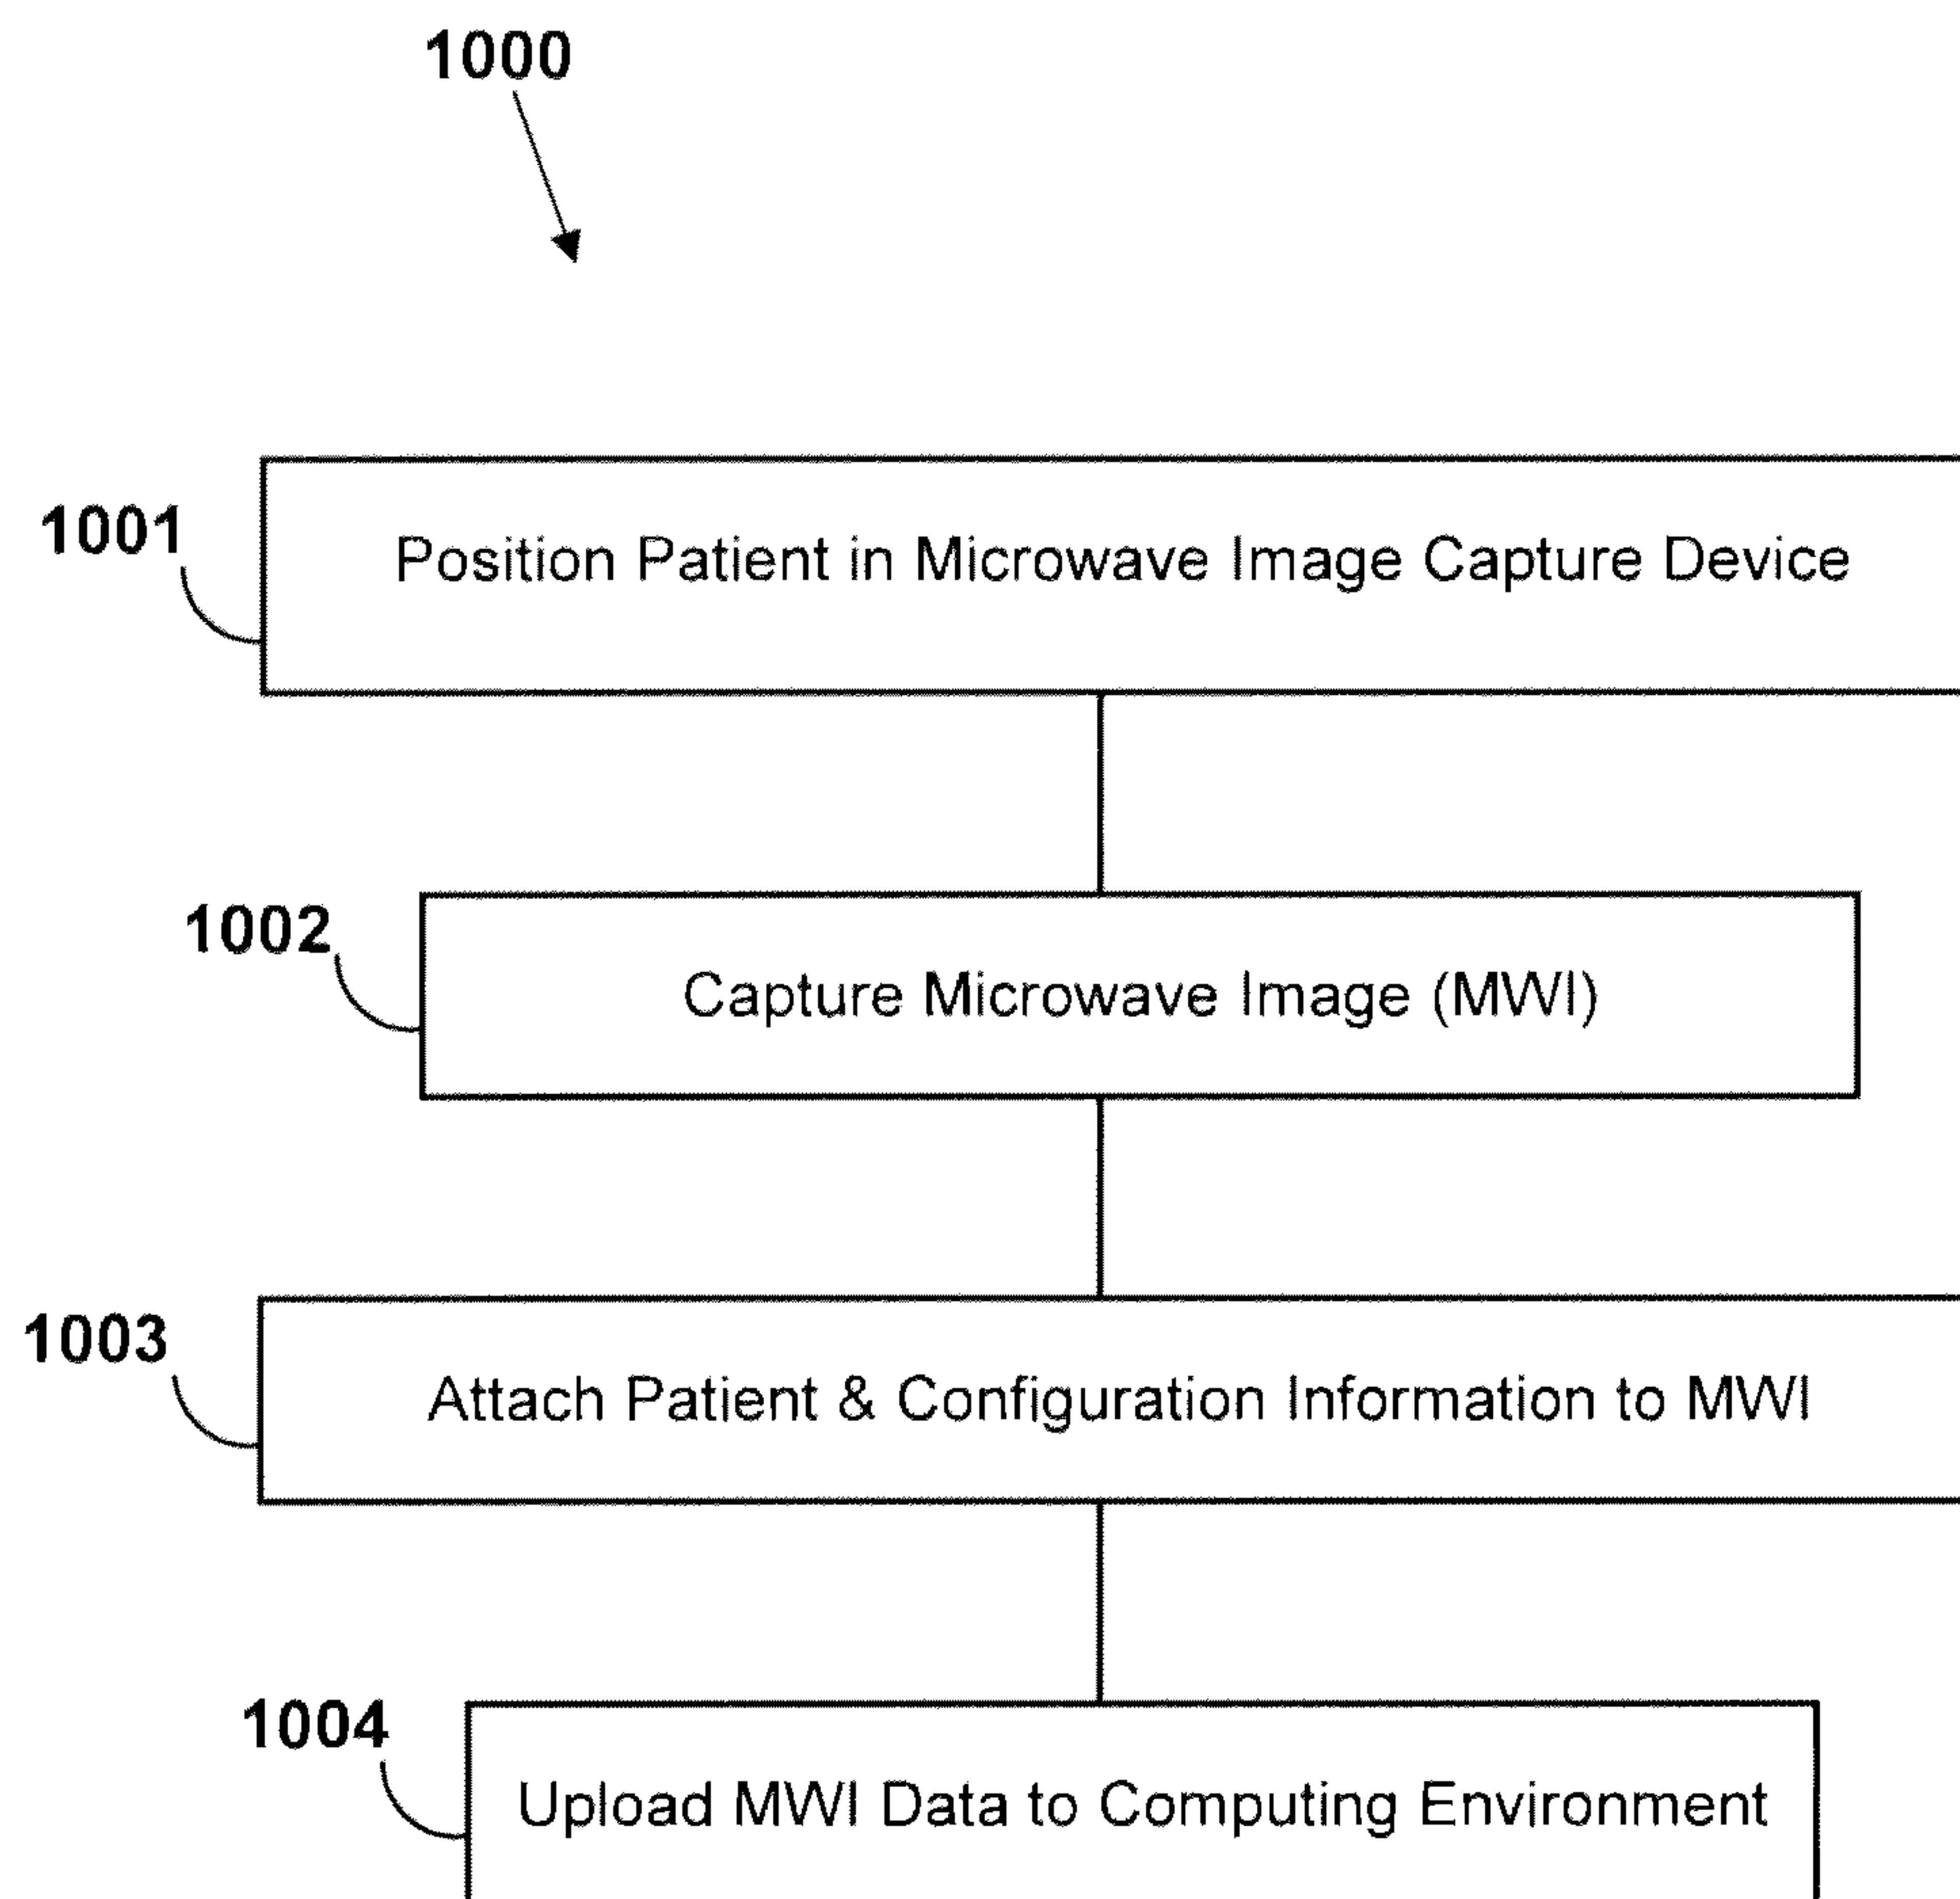 1000
1001
Position Patient in Microwave Image Capture Device
1002
Capture Microwave Image (MWI)
1003
Attach Patient & Configuration Information to MWI
1004
Upload MWI Data to Computing Environment